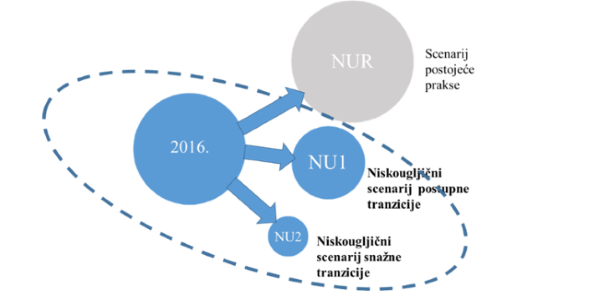 NUR
Scenarij
postojeće
prakse
2016.
NU1
Niskougljični
scenarij postupne
tranzicije
NU2
Niskougljični
scenarij snažne
tranzicije